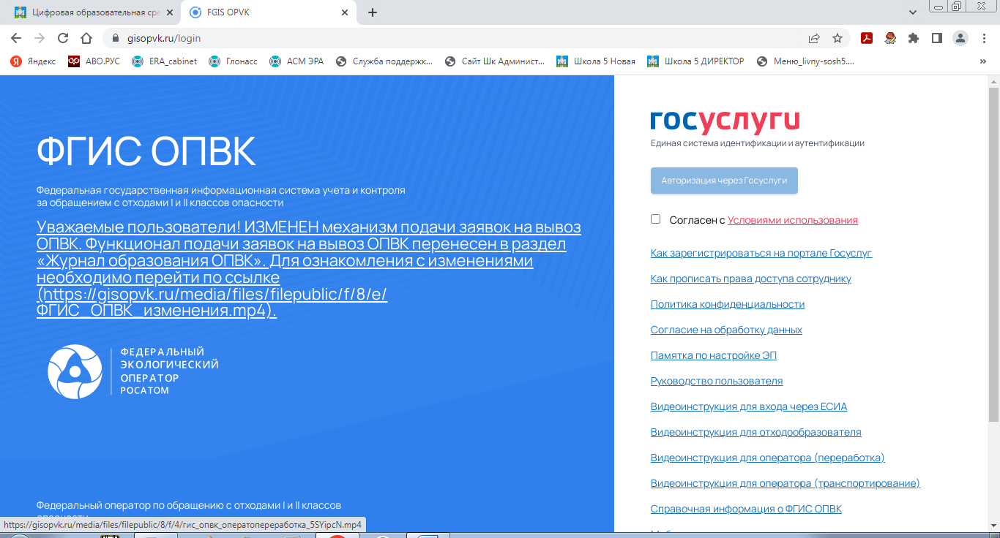 Цифровая образовательная сре
FGIS OPVK
gisopvk.ru/login
Яндекс
АВО.РУС
ERA_cabinet
Глонасс
АСМ ЭРА
Служба поддержк...
Сайт Шк Админист...
Школа 5 Новая
Школа 5 ДИРЕКТОР
Меню_livny-sosh5....
»
ФГИС ОПВК
Федеральная государственная информационная система учета и контроля
за обращением с отходами I и II классов опасности
Уважаемые пользователи! ИЗМЕНЕН механизм подачи заявок на вывоз
ОПВК. Функционал подачи заявок на вывоз ОПВК перенесен в раздел
«Журнал образования ОПВК». Для ознакомления с изменениями
необходимо перейти по ссылке
(https://gisopvk.ru/media/files/filepublic/f/8/e/
ФГИС_ОПВК_изменения.mp4).
ФЕДЕРАЛЬНЫЙ
ЭКОЛОГИЧЕСКИЙ
ОПЕРАТОР
РОСАТОМ
Федеральный оператор по обращению с отходами I и II классов
https://gisopvk.ru/media/files/filepublic/8/f/4/гис_опвк_оператопереработка_5SYipcN.mp4
госуслуги
Единая система идентификации и аутентификации
Авторизация через Госуслуги
Согласен с Условиями использования
Как зарегистрироваться на портале Госуслуг
Как прописать права доступа сотруднику
Политика конфиденциальности
Согласие на обработку данных
Памятка по настройке ЭП
Руководство пользователя
Видеоинструкция для входа через ЕСИА
Видеоинструкция для отходообразователя
Видеоинструкция для оператора (переработка)
Видеоинструкция для оператора (транспортирование)
Справочная информация о ФГИС ОПВК